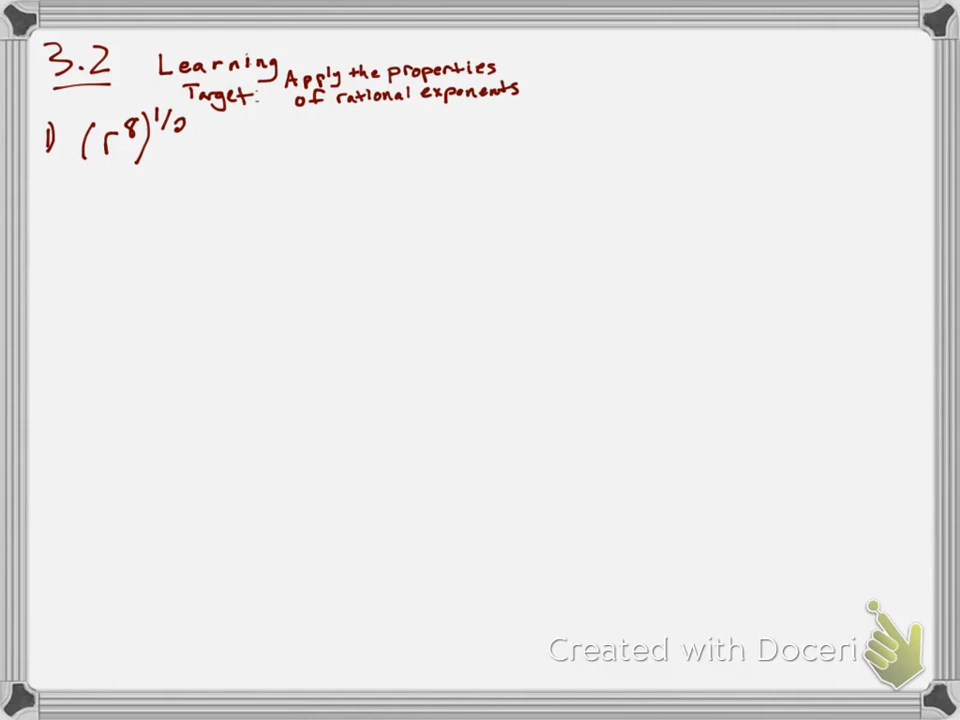 3.2 Learning Target: Apply the properties of rational exponents
1) (r^8)^1/2
Created with Doceri